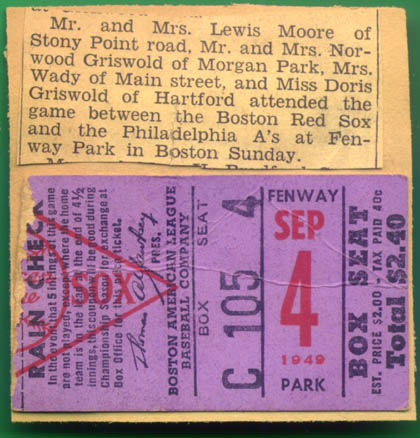 Mr. and Mrs. Lewis Moore of
Stony Point road, Mr. and Mrs. Nor-
wood Griswold of Morgan Park, Mrs.
Wady of Main street, and Miss Doris
Griswold of Hartford attended the
game between the Boston Red Sox
and the Philadelphia A's at Fen-
way Park in Boston Sunday.
RAIN CHECK
In the event that 5 innings of this game
are not played, except where the home
team is in the lead at the end of 4½
innings, this coupon will be good during
Championship Season for exchange at
Box Office for this price ticket.
Thomas A Yawkey
PRES.
BOSTON AMERICAN LEAGUE
BASEBALL COMPANY
BOX SEAT
C 105 4
FENWAY
SEP
4
1949
PARK
BOX SEAT
EST. PRICE $2.00 - TAX PAID 40c
Total $2.40